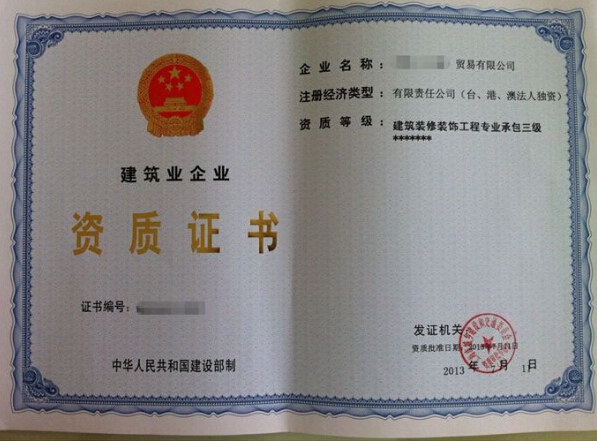 建筑业企业
资质证书
证书编号:
中华人民共和国建设部制
企业名称: 贸易有限公司
注册经济类型: 有限责任公司（台、港、澳法人独资）
资质等级: 建筑装修装饰工程专业承包三级
*******
发证机关
资质批准日期:
2013 年 7 月 11 日